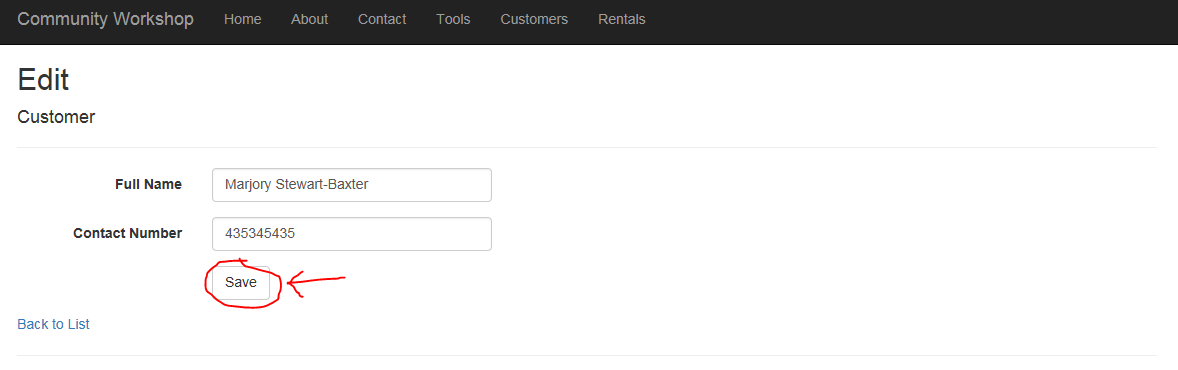 Community Workshop Home About Contact Tools Customers Rentals
Edit
Customer
Full Name Marjory Stewart-Baxter
Contact Number 435345435
Save
Back to List